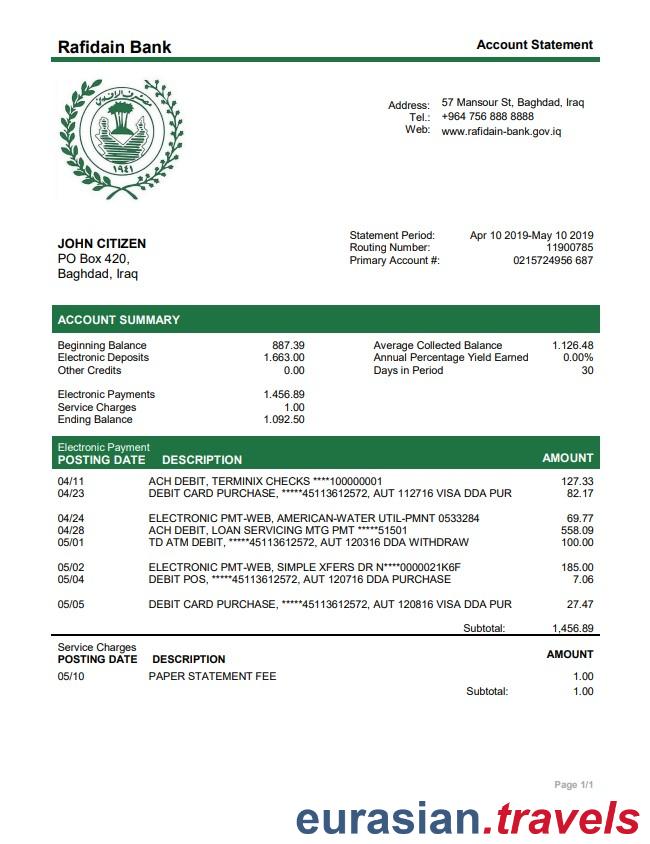 Rafidain Bank
Account Statement
مصرف الرافدين
١٩٤١
Address: 57 Mansour St, Baghdad, Iraq
Tel.: +964 756 888 8888
Web: www.rafidain-bank.gov.iq
JOHN CITIZEN
PO Box 420,
Baghdad, Iraq
Statement Period: Apr 10 2019-May 10 2019
Routing Number: 11900785
Primary Account #: 0215724956 687
ACCOUNT SUMMARY
Beginning Balance 887.39 Average Collected Balance 1.126.48
Electronic Deposits 1.663.00 Annual Percentage Yield Earned 0.00%
Other Credits 0.00 Days in Period 30
Electronic Payments 1.456.89
Service Charges 1.00
Ending Balance 1.092.50
Electronic Payment
POSTING DATE DESCRIPTION AMOUNT
04/11 ACH DEBIT, TERMINIX CHECKS ****100000001 127.33
04/23 DEBIT CARD PURCHASE, *****45113612572, AUT 112716 VISA DDA PUR 82.17
04/24 ELECTRONIC PMT-WEB, AMERICAN-WATER UTIL-PMNT 0533284 69.77
04/28 ACH DEBIT, LOAN SERVICING MTG PMT *****51501 558.09
05/01 TD ATM DEBIT, *****45113612572, AUT 120316 DDA WITHDRAW 100.00
05/02 ELECTRONIC PMT-WEB, SIMPLE XFERS DR N****0000021K6F 185.00
05/04 DEBIT POS, *****45113612572, AUT 120716 DDA PURCHASE 7.06
05/05 DEBIT CARD PURCHASE, *****45113612572, AUT 120816 VISA DDA PUR 27.47
Subtotal: 1,456.89
Service Charges
POSTING DATE DESCRIPTION AMOUNT
05/10 PAPER STATEMENT FEE 1.00
Subtotal: 1.00
Page 1/1
eurasian.travels